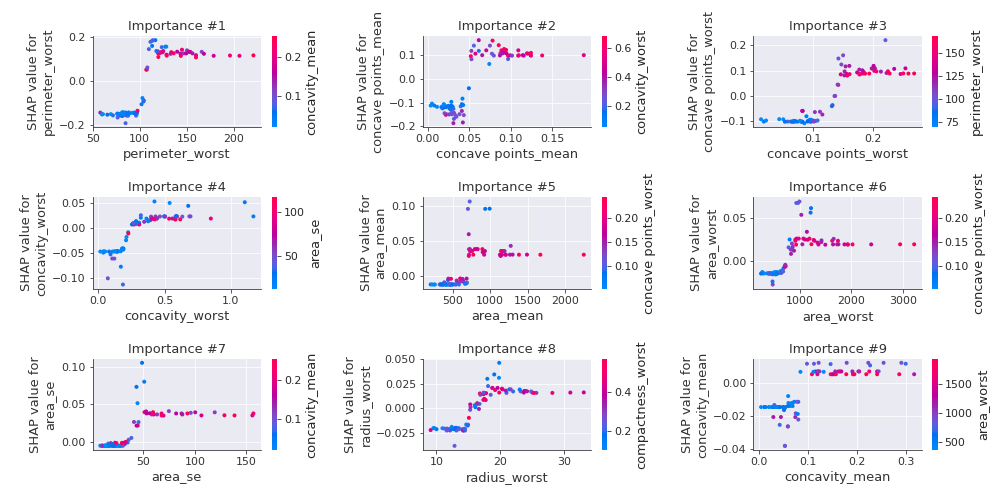 Importance #1
SHAP value for
perimeter_worst
0.2
0.0
−0.2
50
100
150
200
perimeter_worst
0.2
0.1
concavity_mean
Importance #2
SHAP value for
concave points_mean
0.1
0.0
−0.1
−0.2
0.00
0.05
0.10
0.15
concave points_mean
0.6
0.4
0.2
concavity_worst
Importance #3
SHAP value for
concave points_worst
0.2
0.1
0.0
−0.1
0.1
0.2
concave points_worst
150
125
100
75
perimeter_worst
Importance #4
SHAP value for
concavity_worst
0.05
0.00
−0.05
−0.10
0.0
0.5
1.0
concavity_worst
100
50
area_se
Importance #5
SHAP value for
area_mean
0.10
0.05
0.00
500
1000
1500
2000
area_mean
0.20
0.15
0.10
concave points_worst
Importance #6
SHAP value for
area_worst
0.05
0.00
1000
2000
3000
area_worst
0.20
0.15
0.10
concave points_worst
Importance #7
SHAP value for
area_se
0.10
0.05
0.00
50
100
150
area_se
0.2
0.1
concavity_mean
Importance #8
SHAP value for
radius_worst
0.050
0.025
0.000
−0.025
10
20
30
radius_worst
0.4
0.2
compactness_worst
Importance #9
SHAP value for
concavity_mean
0.00
−0.02
−0.04
0.0
0.1
0.2
0.3
concavity_mean
1500
1000
500
area_worst